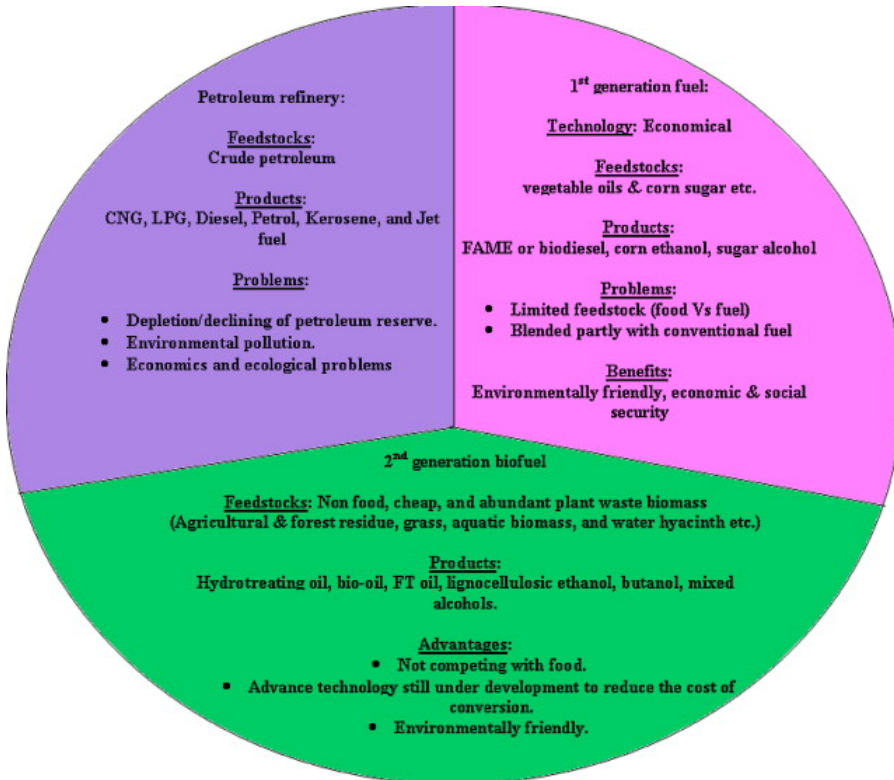 Petroleum refinery:
Feedstocks:
Crude petroleum
Products:
CNG, LPG, Diesel, Petrol, Kerosene, and Jet
fuel
Problems:
• Depletion/declining of petroleum reserve.
• Environmental pollution.
• Economics and ecological problems
1st generation fuel:
Technology: Economical
Feedstocks:
vegetable oils & corn sugar etc.
Products:
FAME or biodiesel, corn ethanol, sugar alcohol
Problems:
• Limited feedstock (food Vs fuel)
• Blended partly with conventional fuel
Benefits:
Environmentally friendly, economic & social
security
2nd generation biofuel
Feedstocks: Non food, cheap, and abundant plant waste biomass
(Agricultural & forest residue, grass, aquatic biomass, and water hyacinth etc.)
Products:
Hydrotreating oil, bio-oil, FT oil, lignocellulosic ethanol, butanol, mixed
alcohols.
Advantages:
• Not competing with food.
• Advance technology still under development to reduce the cost of
conversion.
• Environmentally friendly.